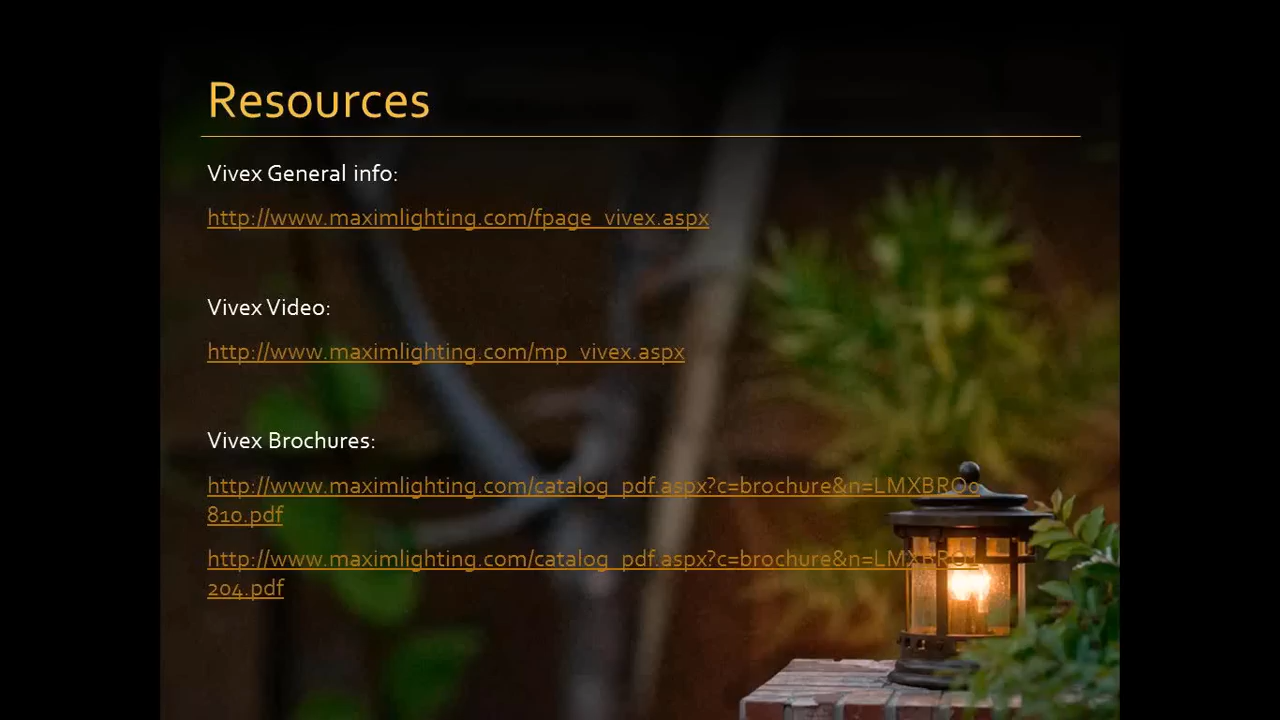 Resources
Vivex General info:
http://www.maximlighting.com/fpage_vivex.aspx
Vivex Video:
http://www.maximlighting.com/mp_vivex.aspx
Vivex Brochures:
http://www.maximlighting.com/catalog_pdf.aspx?c=brochure&n=LMXBRO0
810.pdf
http://www.maximlighting.com/catalog_pdf.aspx?c=brochure&n=LMXBRO1
204.pdf